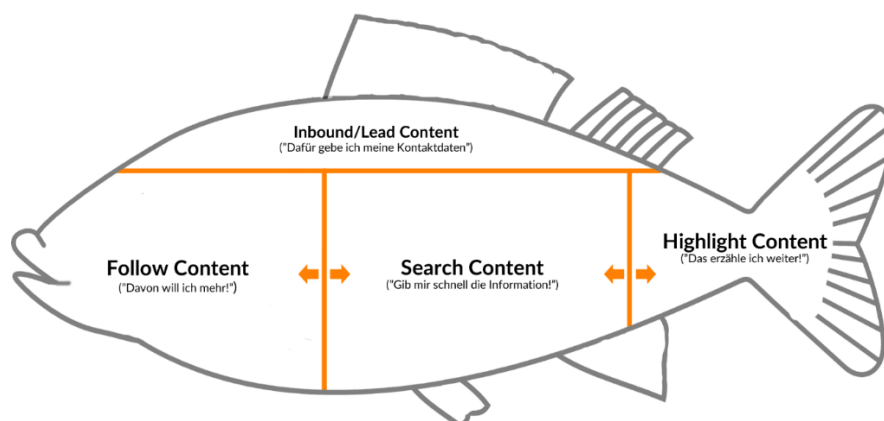 Inbound/Lead Content
("Dafür gebe ich meine Kontaktdaten")
Follow Content
("Davon will ich mehr!")
Search Content
("Gib mir schnell die Information!")
Highlight Content
("Das erzähle ich weiter!")